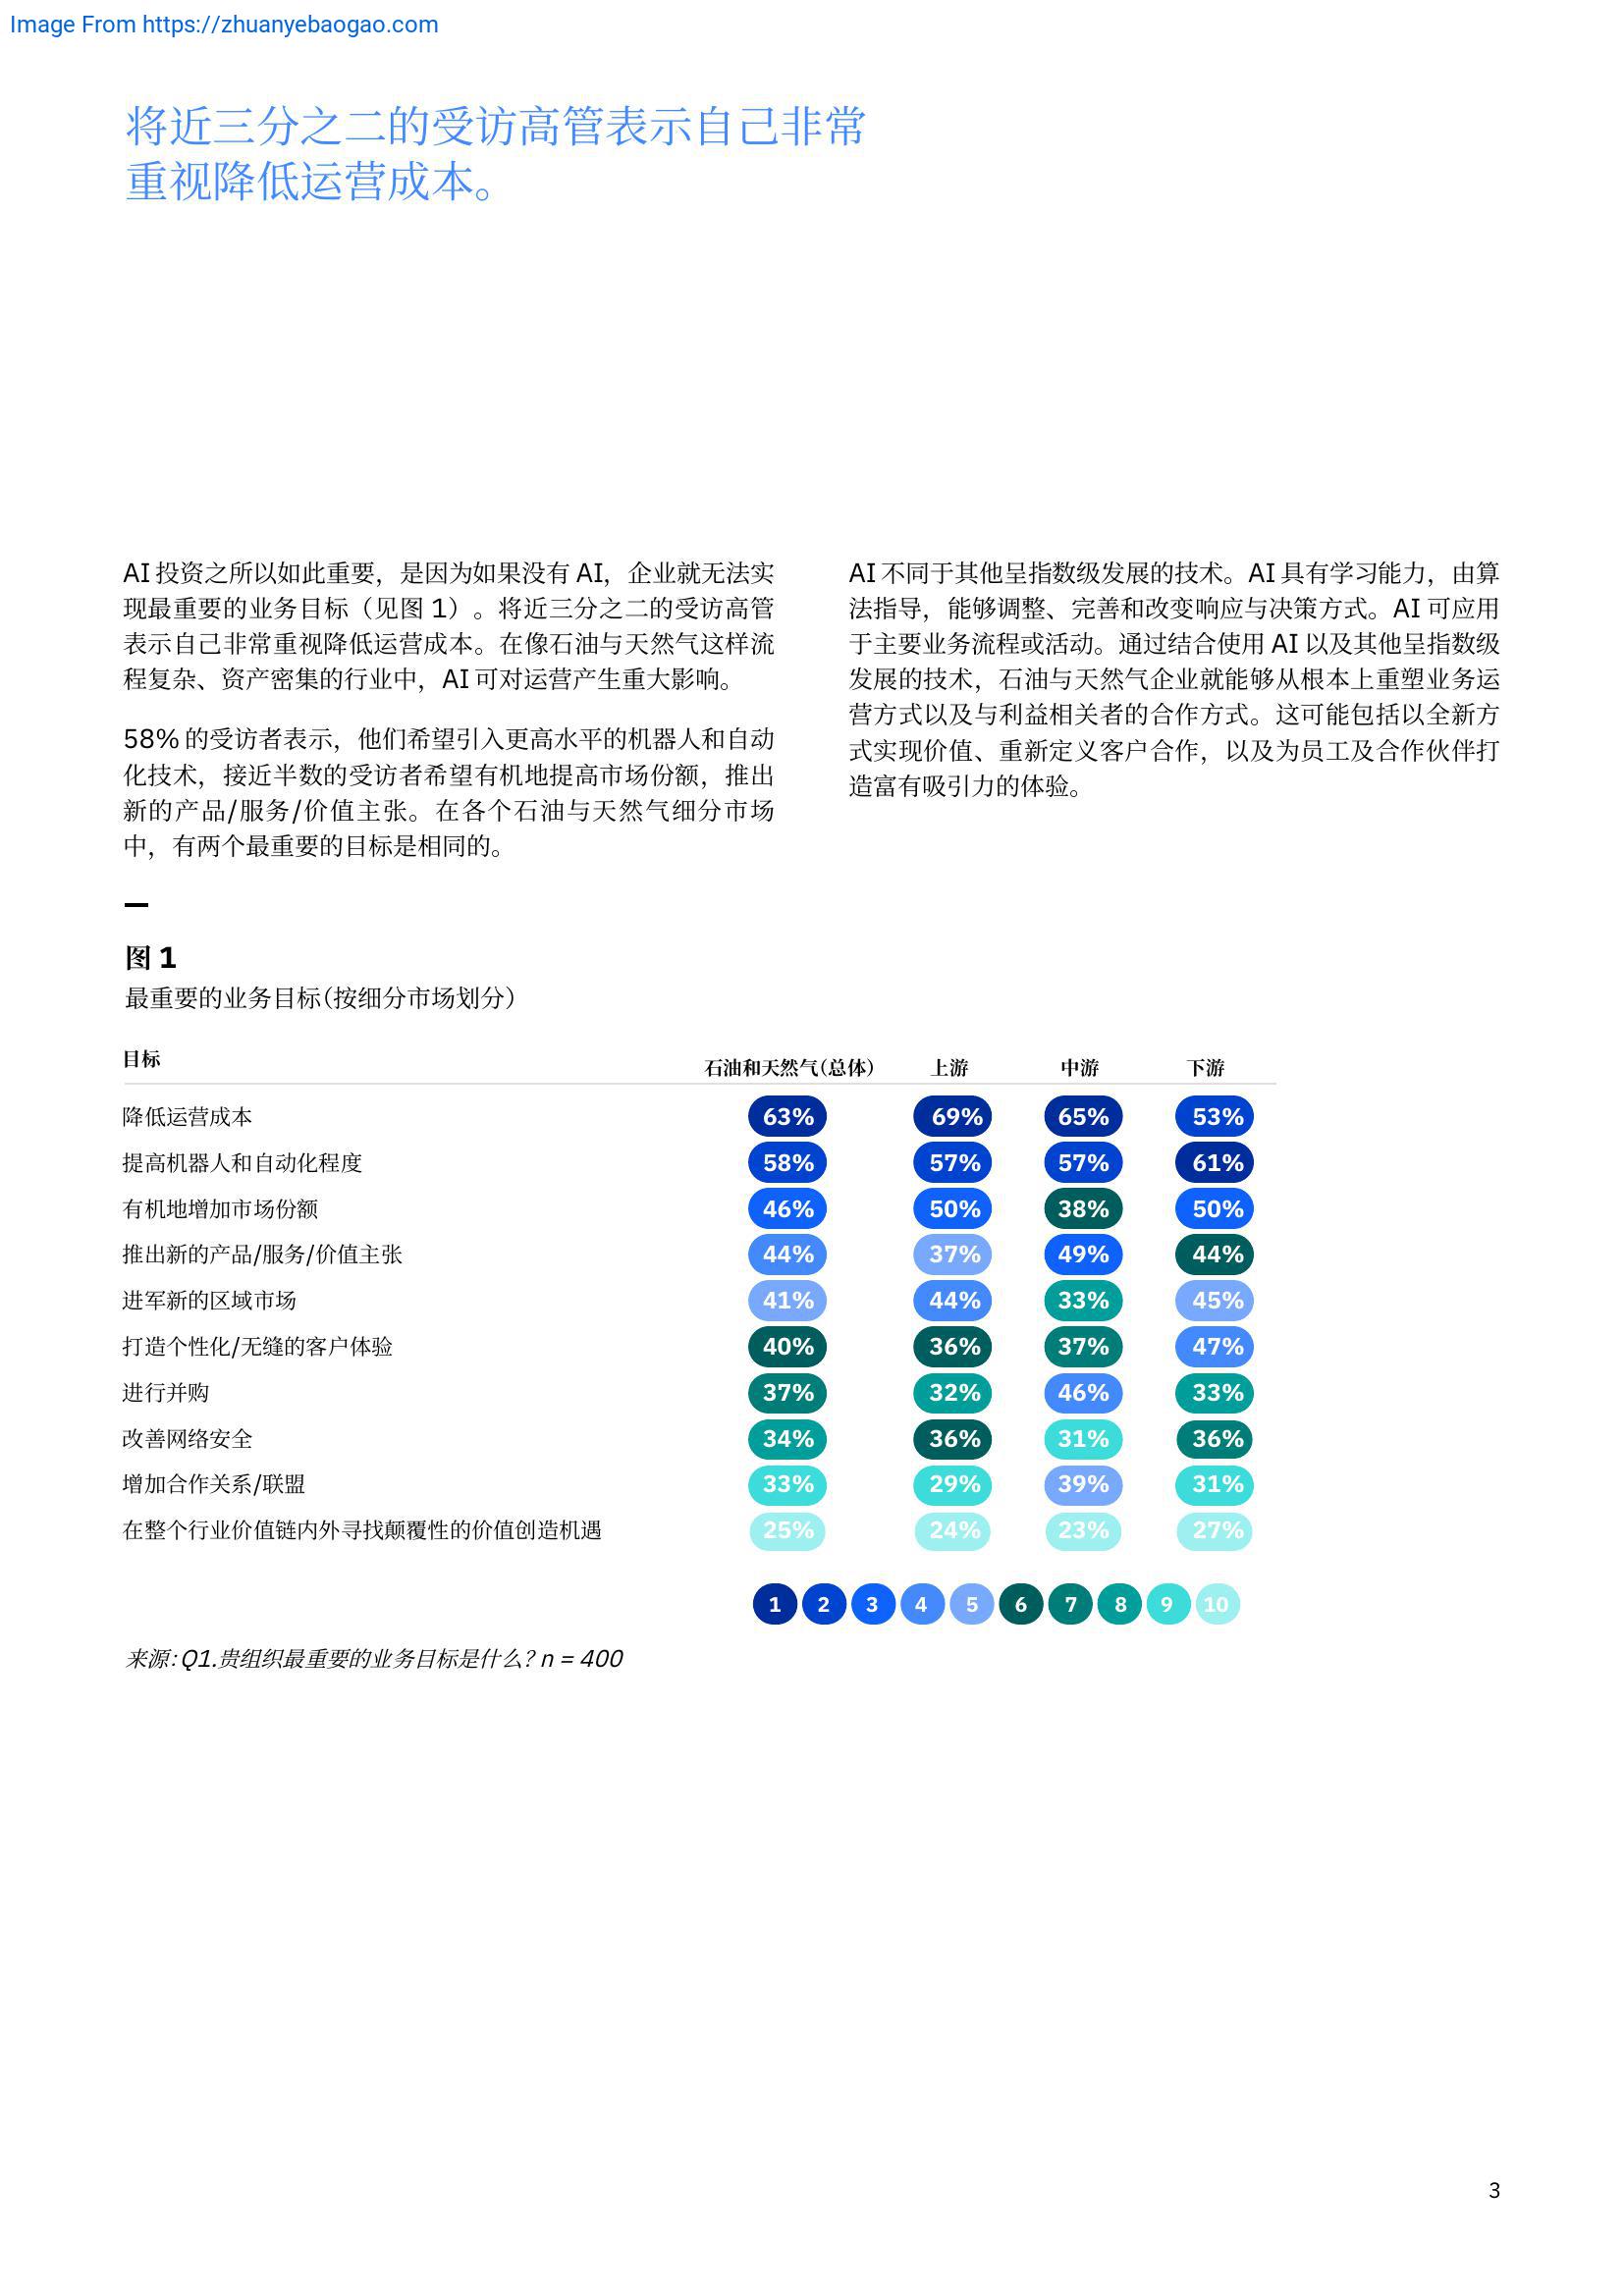 Image From https://zhuanyebaogao.com
将近三分之二的受访高管表示自己非常
重视降低运营成本。
AI 投资之所以如此重要，是因为如果没有 AI，企业就无法实
现最重要的业务目标（见图 1）。将近三分之二的受访高管
表示自己非常重视降低运营成本。在像石油与天然气这样流
程复杂、资产密集的行业中，AI 可对运营产生重大影响。
58% 的受访者表示，他们希望引入更高水平的机器人和自动
化技术，接近半数的受访者希望有机地提高市场份额，推出
新的产品/服务/价值主张。在各个石油与天然气细分市场
中，有两个最重要的目标是相同的。
AI 不同于其他呈指数级发展的技术。AI 具有学习能力，由算
法指导，能够调整、完善和改变响应与决策方式。AI 可应用
于主要业务流程或活动。通过结合使用 AI 以及其他呈指数级
发展的技术，石油与天然气企业就能够从根本上重塑业务运
营方式以及与利益相关者的合作方式。这可能包括以全新方
式实现价值、重新定义客户合作，以及为员工及合作伙伴打
造富有吸引力的体验。
图 1
最重要的业务目标（按细分市场划分）
目标 石油和天然气（总体） 上游 中游 下游
降低运营成本 63% 69% 65% 53%
提高机器人和自动化程度 58% 57% 57% 61%
有机地增加市场份额 46% 50% 38% 50%
推出新的产品/服务/价值主张 44% 37% 49% 44%
进军新的区域市场 41% 44% 33% 45%
打造个性化/无缝的客户体验 40% 36% 37% 47%
进行并购 37% 32% 46% 33%
改善网络安全 34% 36% 31% 36%
增加合作关系/联盟 33% 29% 39% 31%
在整个行业价值链内外寻找颠覆性的价值创造机遇 25% 24% 23% 27%
1 2 3 4 5 6 7 8 9 10
来源：Q1.贵组织最重要的业务目标是什么？n = 400
3